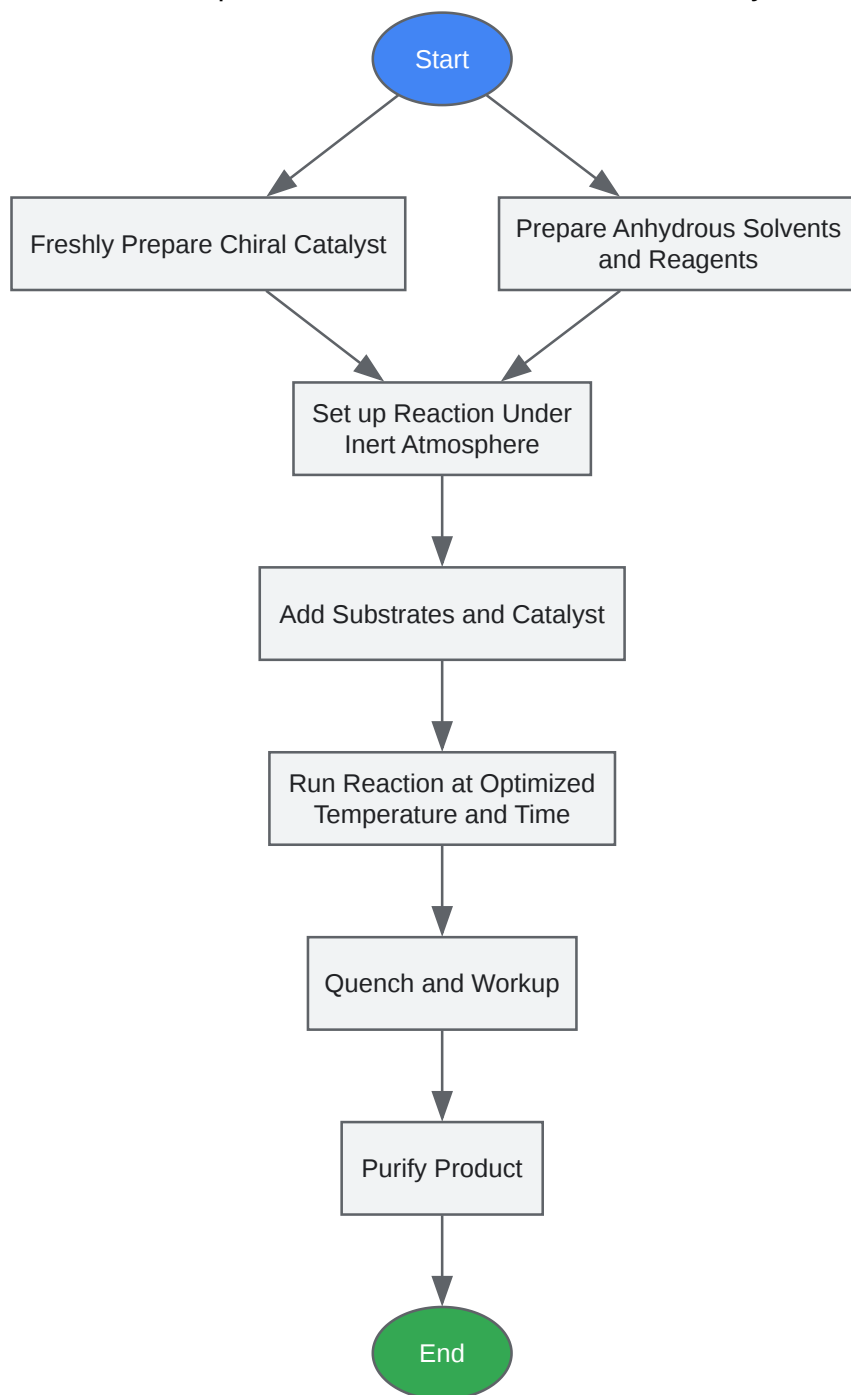 Start
Freshly Prepare Chiral Catalyst
Prepare Anhydrous Solvents
and Reagents
Set up Reaction Under
Inert Atmosphere
Add Substrates and Catalyst
Run Reaction at Optimized
Temperature and Time
Quench and Workup
Purify Product
End